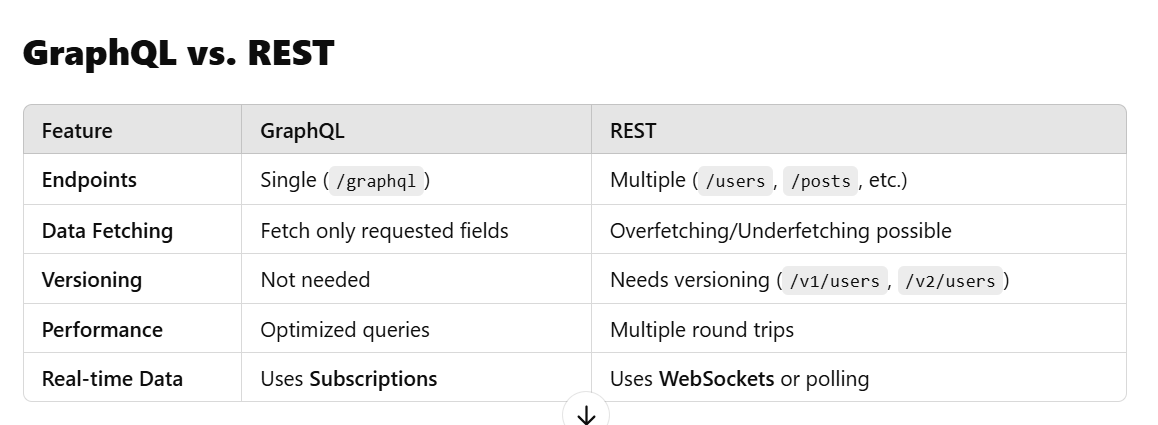 GraphQL vs. REST
Feature GraphQL REST
Endpoints Single (/graphql) Multiple (/users, /posts, etc.)
Data Fetching Fetch only requested fields Overfetching/Underfetching possible
Versioning Not needed Needs versioning (/v1/users, /v2/users)
Performance Optimized queries Multiple round trips
Real-time Data Uses Subscriptions Uses WebSockets or polling